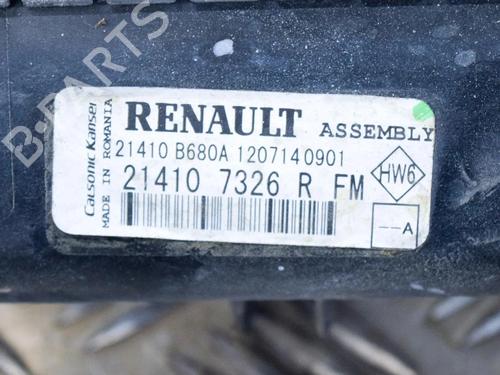 B-PARTS
RENAULT ASSEMBLY
21410 B680A 1207140901
21410 7326 R FM
HW6
--A
Calsonic Kansei
MADE IN ROMANIA